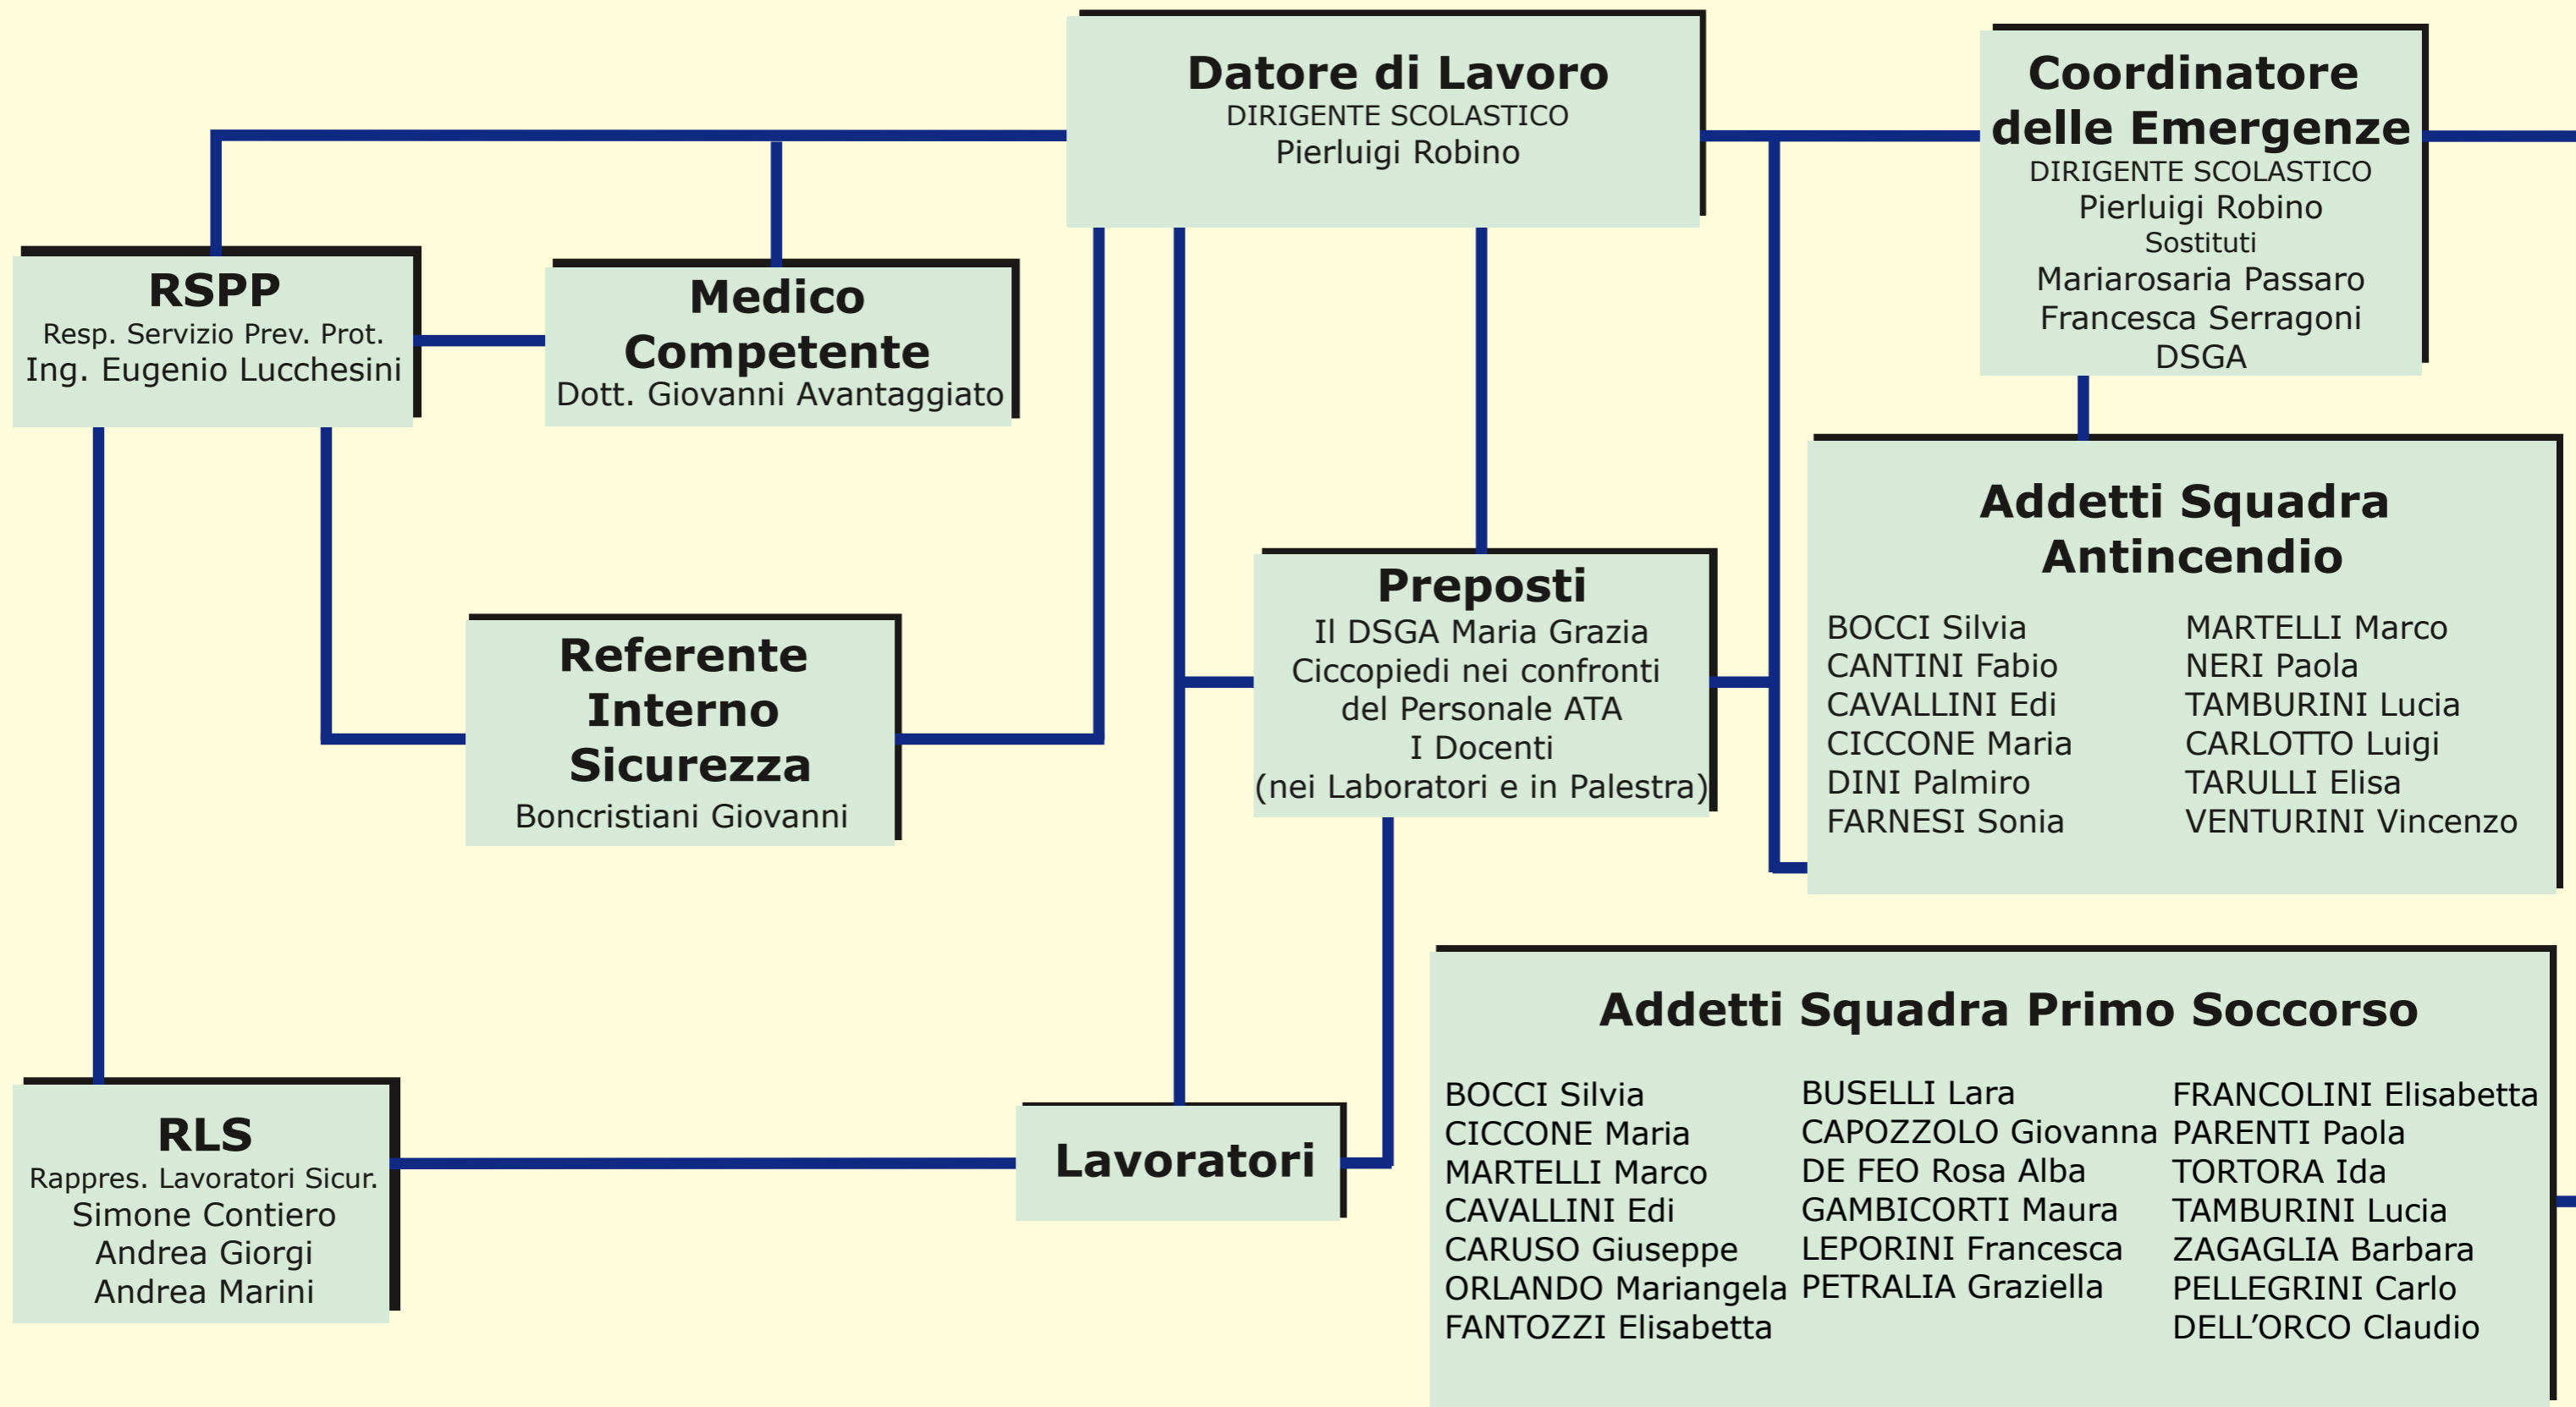 Datore di Lavoro
DIRIGENTE SCOLASTICO
Pierluigi Robino
Coordinatore
delle Emergenze
DIRIGENTE SCOLASTICO
Pierluigi Robino
Sostituti
Mariarosaria Passaro
Francesca Serragoni
DSGA
RSPP
Resp. Servizio Prev. Prot.
Ing. Eugenio Lucchesini
Medico
Competente
Dott. Giovanni Avantaggiato
Addetti Squadra
Antincendio
BOCCI Silvia
CANTINI Fabio
CAVALLINI Edi
CICCONE Maria
DINI Palmiro
FARNESI Sonia
MARTELLI Marco
NERI Paola
TAMBURINI Lucia
CARLOTTO Luigi
TARULLI Elisa
VENTURINI Vincenzo
Preposti
Il DSGA Maria Grazia
Ciccopiedi nei confronti
del Personale ATA
I Docenti
(nei Laboratori e in Palestra)
Referente
Interno
Sicurezza
Boncristiani Giovanni
Addetti Squadra Primo Soccorso
BOCCI Silvia
CICCONE Maria
MARTELLI Marco
CAVALLINI Edi
CARUSO Giuseppe
ORLANDO Mariangela
FANTOZZI Elisabetta
BUSELLI Lara
CAPOZZOLO Giovanna
DE FEO Rosa Alba
GAMBICORTI Maura
LEPORINI Francesca
PETRALIA Graziella
FRANCOLINI Elisabetta
PARENTI Paola
TORTORA Ida
TAMBURINI Lucia
ZAGAGLIA Barbara
PELLEGRINI Carlo
DELL’ORCO Claudio
RLS
Rappres. Lavoratori Sicur.
Simone Contiero
Andrea Giorgi
Andrea Marini
Lavoratori